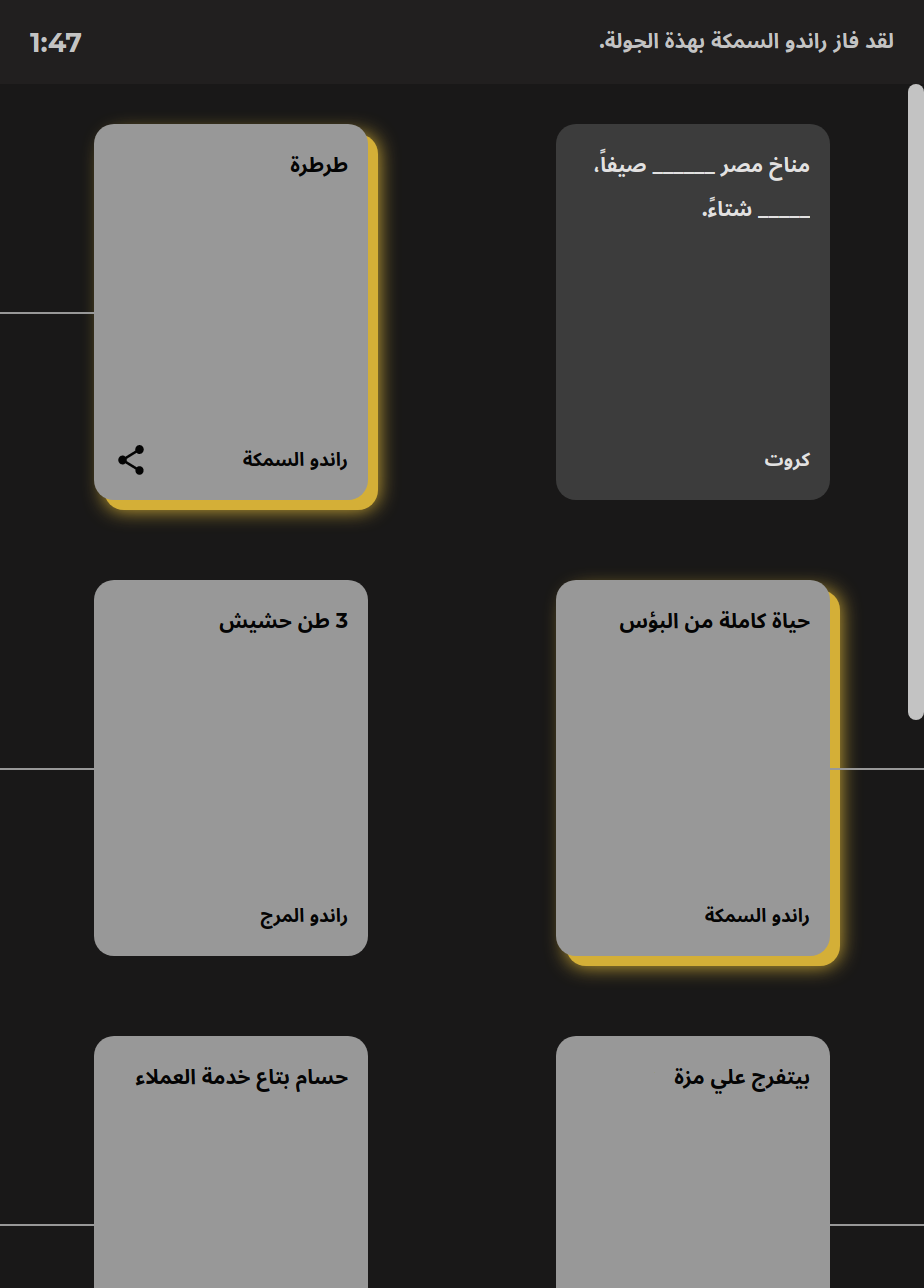 لقد فاز راندو السمكة بهذة الجولة.
1:47
مناخ مصر ______ صيفاً،
_____ شتاءً.
كروت
طرطرة
راندو السمكة
حياة كاملة من البؤس
راندو السمكة
3 طن حشيش
راندو المرج
بيتفرج علي مزة
حسام بتاع خدمة العملاء